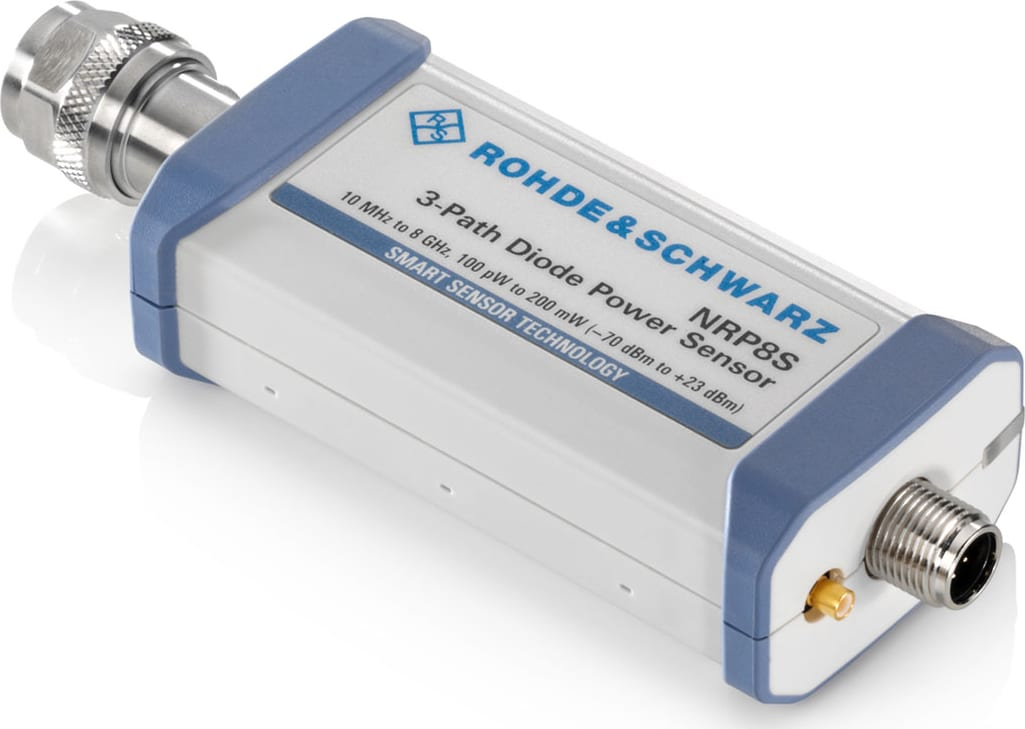 R S
ROHDE&SCHWARZ
NRP8S
3-Path Diode Power Sensor
10 MHz to 8 GHz, 100 pW to 200 mW (−70 dBm to +23 dBm)
SMART SENSOR TECHNOLOGY